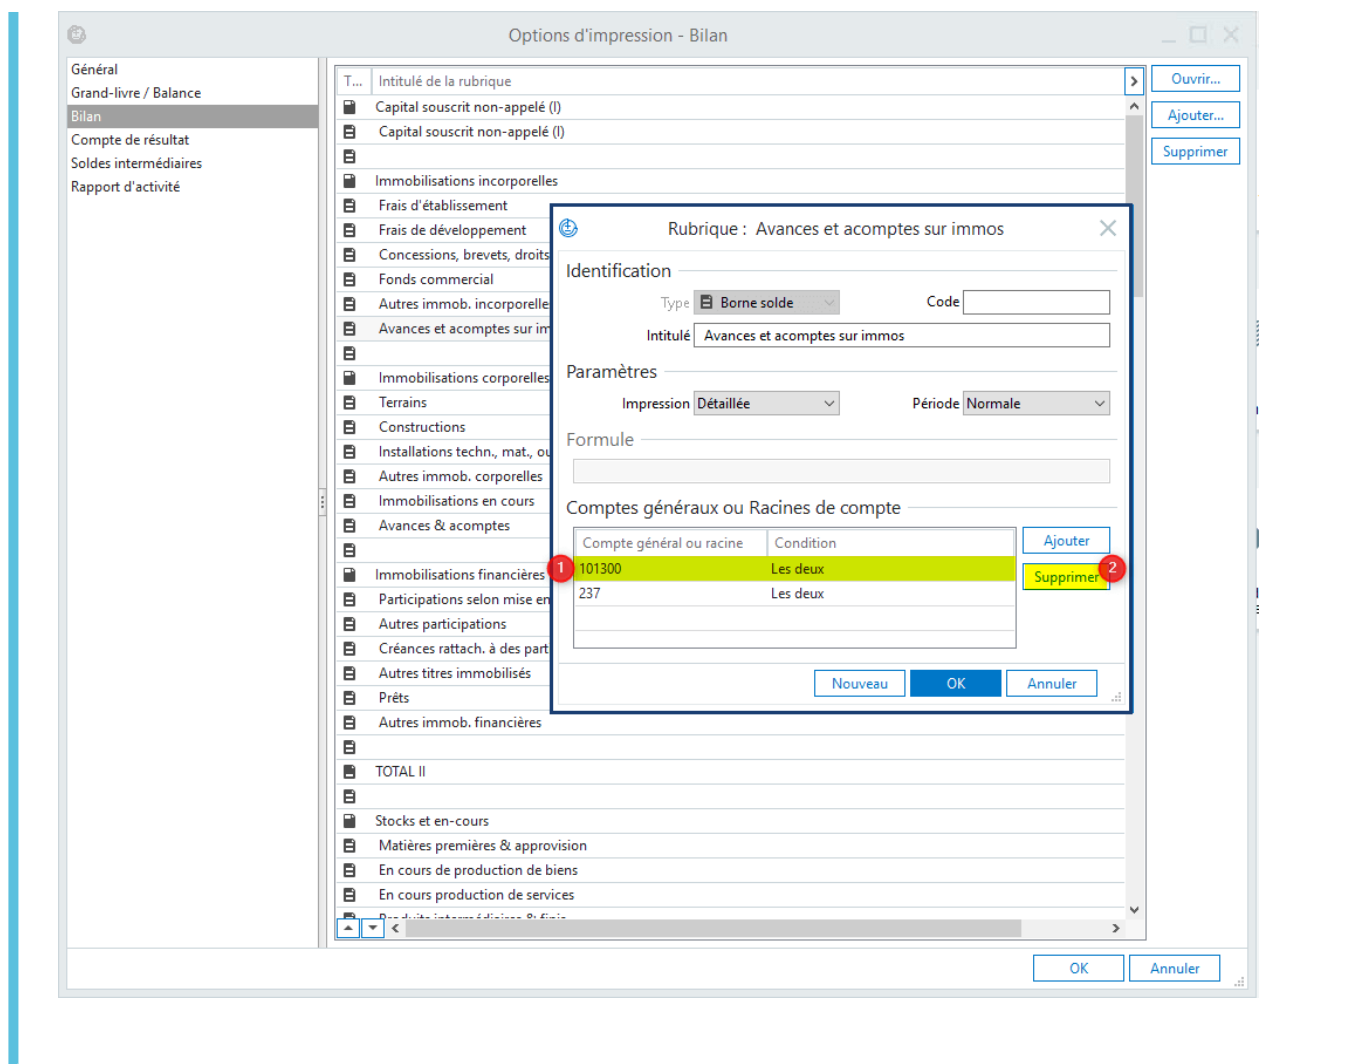 Options d'impression - Bilan
Général
Grand-livre / Balance
Bilan
Compte de résultat
Soldes intermédiaires
Rapport d'activité
T... Intitulé de la rubrique
Capital souscrit non-appelé (I)
Capital souscrit non-appelé (I)
Immobilisations incorporelles
Frais d'établissement
Frais de développement
Concessions, brevets, droits
Fonds commercial
Autres immob. incorporelle
Avances et acomptes sur im
Immobilisations corporelles
Terrains
Constructions
Installations techn., mat., ou
Autres immob. corporelles
Immobilisations en cours
Avances & acomptes
Immobilisations financières
Participations selon mise en
Autres participations
Créances rattach. à des part
Autres titres immobilisés
Prêts
Autres immob. financières
TOTAL II
Stocks et en-cours
Matières premières & approvision
En cours de production de biens
En cours production de services
Produits intermédiaires & finis
Ouvrir...
Ajouter...
Supprimer
Rubrique : Avances et acomptes sur immos
Identification
Type Borne solde Code
Intitulé Avances et acomptes sur immos
Paramètres
Impression Détaillée Période Normale
Formule
Comptes généraux ou Racines de compte
Compte général ou racine Condition
1 101300 Les deux
237 Les deux
Ajouter
Supprimer 2
Nouveau OK Annuler
OK Annuler